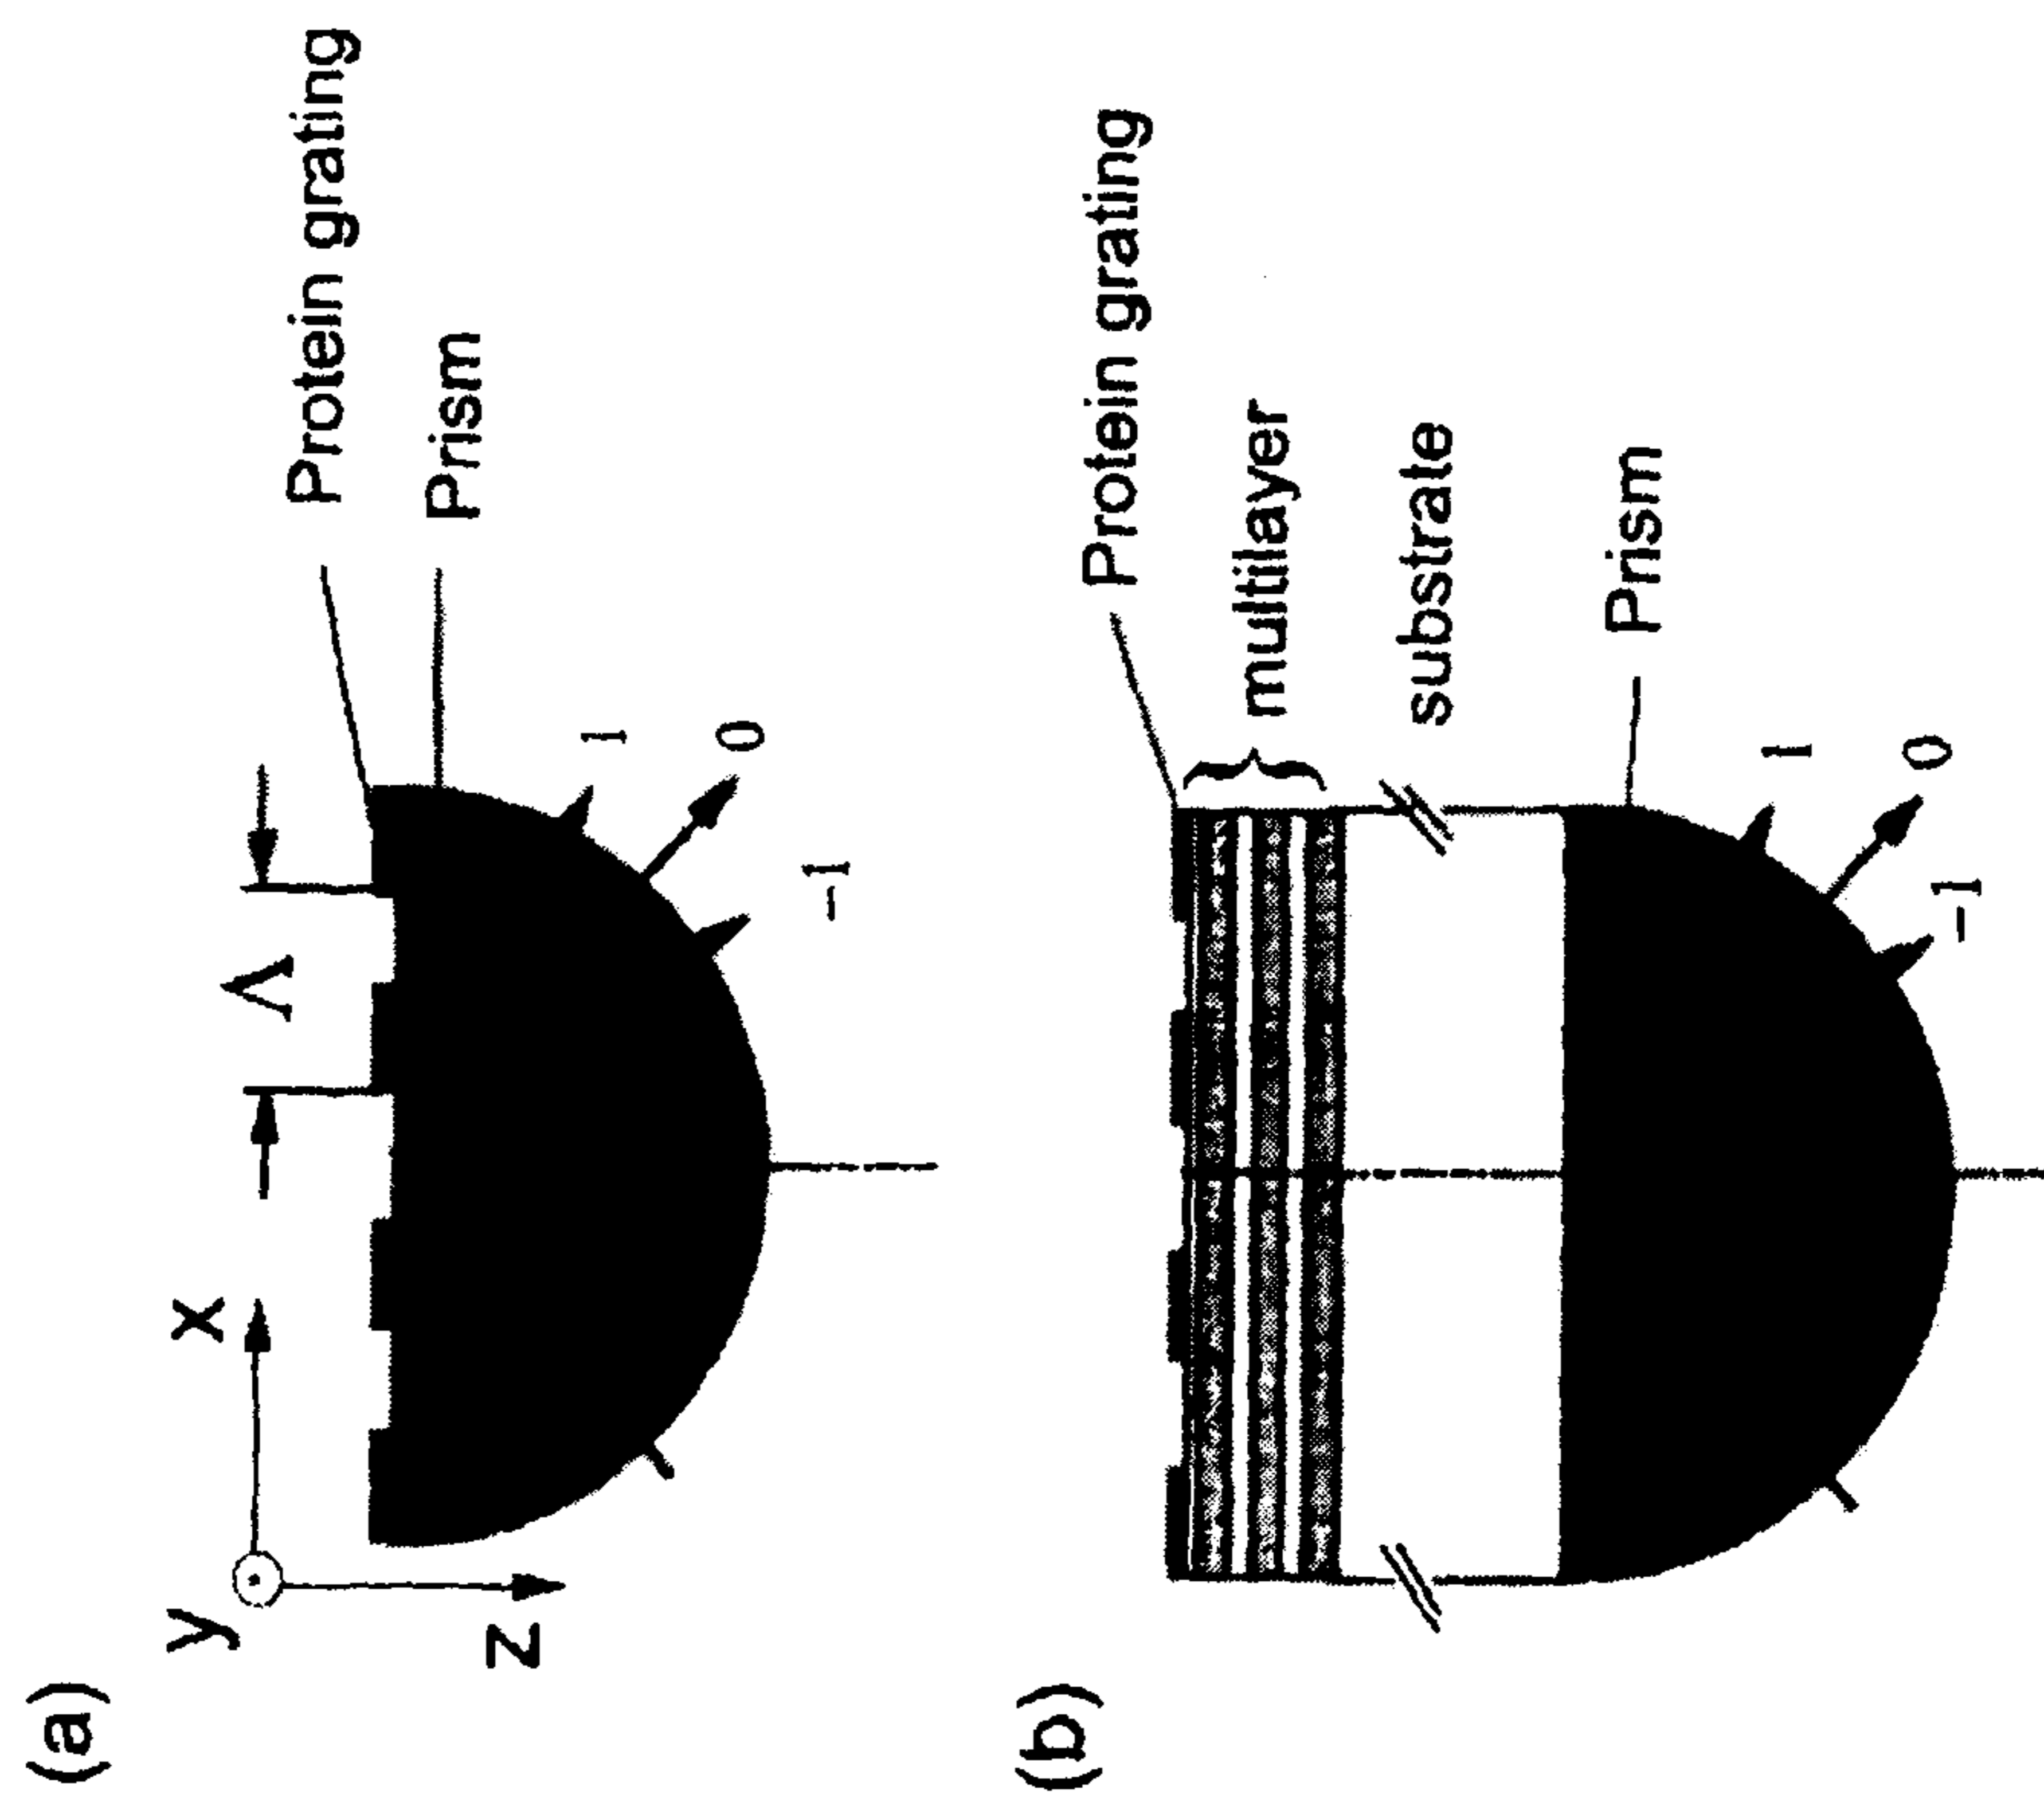 (a)
y
x
z
Λ
Protein grating
Prism
1
0
-1
(b)
Protein grating
multilayer
substrate
Prism
1
0
-1